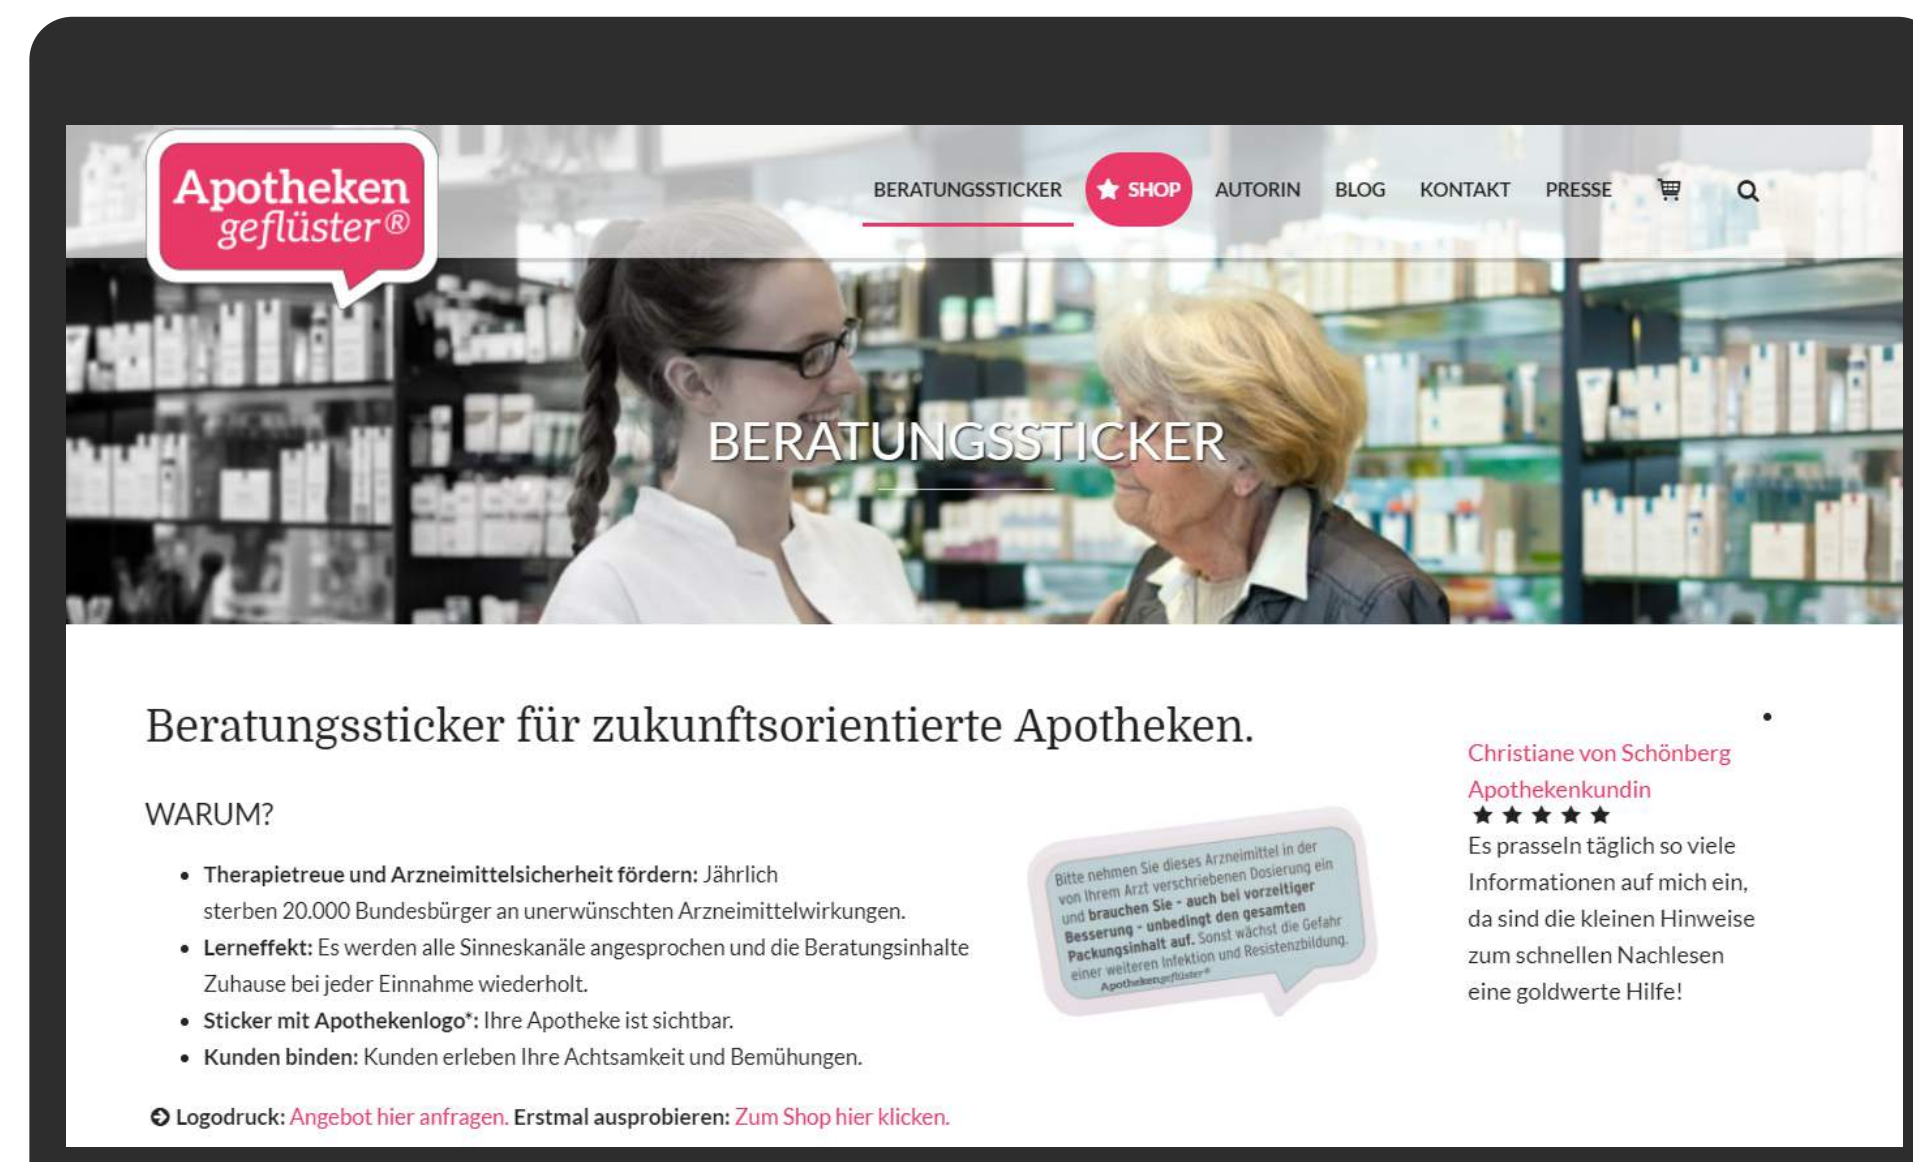 Apotheken
geflüster®
BERATUNGSSTICKER
SHOP
AUTORIN
BLOG
KONTAKT
PRESSE
BERATUNGSSTICKER
Beratungssticker für zukunftsorientierte Apotheken.
WARUM?
• Therapietreue und Arzneimittelsicherheit fördern: Jährlich
sterben 20.000 Bundesbürger an unerwünschten Arzneimittelwirkungen.
• Lerneffekt: Es werden alle Sinneskanäle angesprochen und die Beratungsinhalte
Zuhause bei jeder Einnahme wiederholt.
• Sticker mit Apothekenlogo*: Ihre Apotheke ist sichtbar.
• Kunden binden: Kunden erleben Ihre Achtsamkeit und Bemühungen.
Logodruck: Angebot hier anfragen. Erstmal ausprobieren: Zum Shop hier klicken.
Bitte nehmen Sie dieses Arzneimittel in der
von Ihrem Arzt verschriebenen Dosierung ein
und brauchen Sie - auch bei vorzeitiger
Besserung - unbedingt den gesamten
Packungsinhalt auf. Sonst wächst die Gefahr
einer weiteren Infektion und Resistenzbildung.
Apothekengeflüster®
Christiane von Schönberg
Apothekenkundin
Es prasseln täglich so viele
Informationen auf mich ein,
da sind die kleinen Hinweise
zum schnellen Nachlesen
eine goldwerte Hilfe!